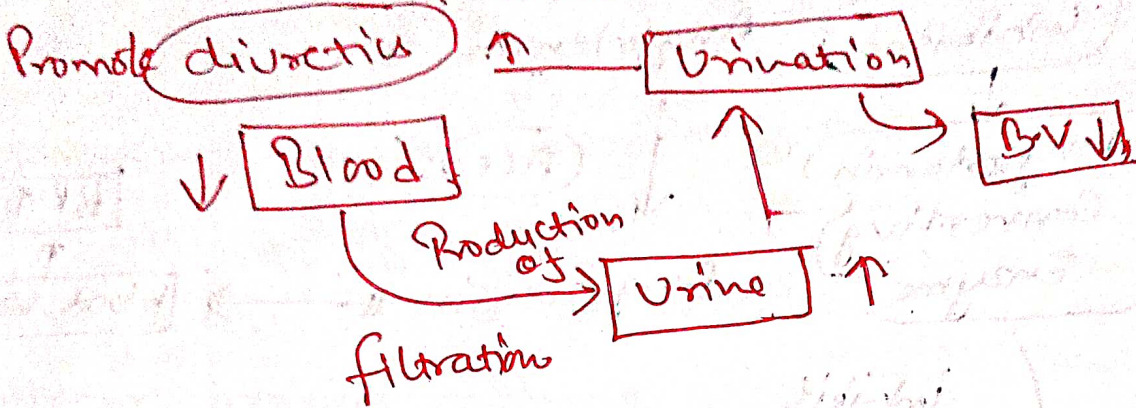 Promote diuretics ↑ Urination
BV ↓
↓ Blood
Production
of
Urine ↑
filtration